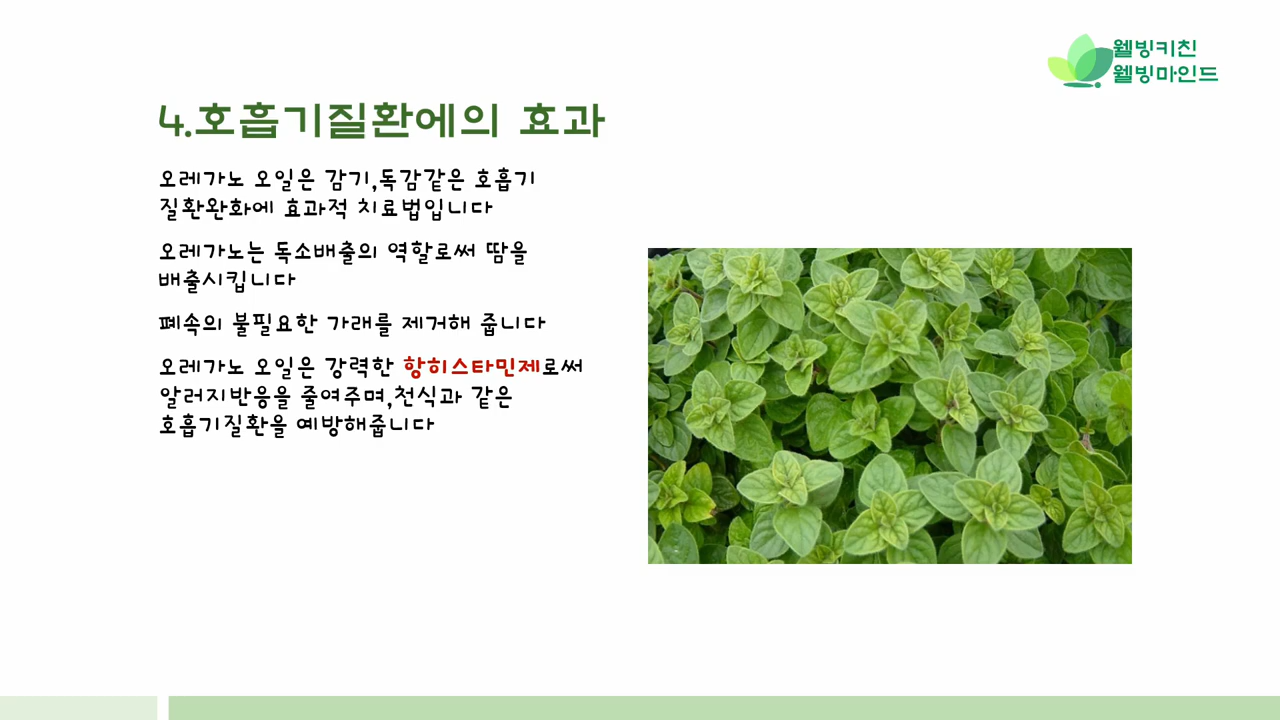 웰빙키친
웰빙마인드
4.호흡기질환에의 효과
오레가노 오일은 감기,독감같은 호흡기
질환완화에 효과적 치료법입니다
오레가노는 독소배출의 역할로써 땀을
배출시킵니다
폐속의 불필요한 가래를 제거해 줍니다
오레가노 오일은 강력한 항히스타민제로써
알러지반응을 줄여주며,천식과 같은
호흡기질환을 예방해줍니다